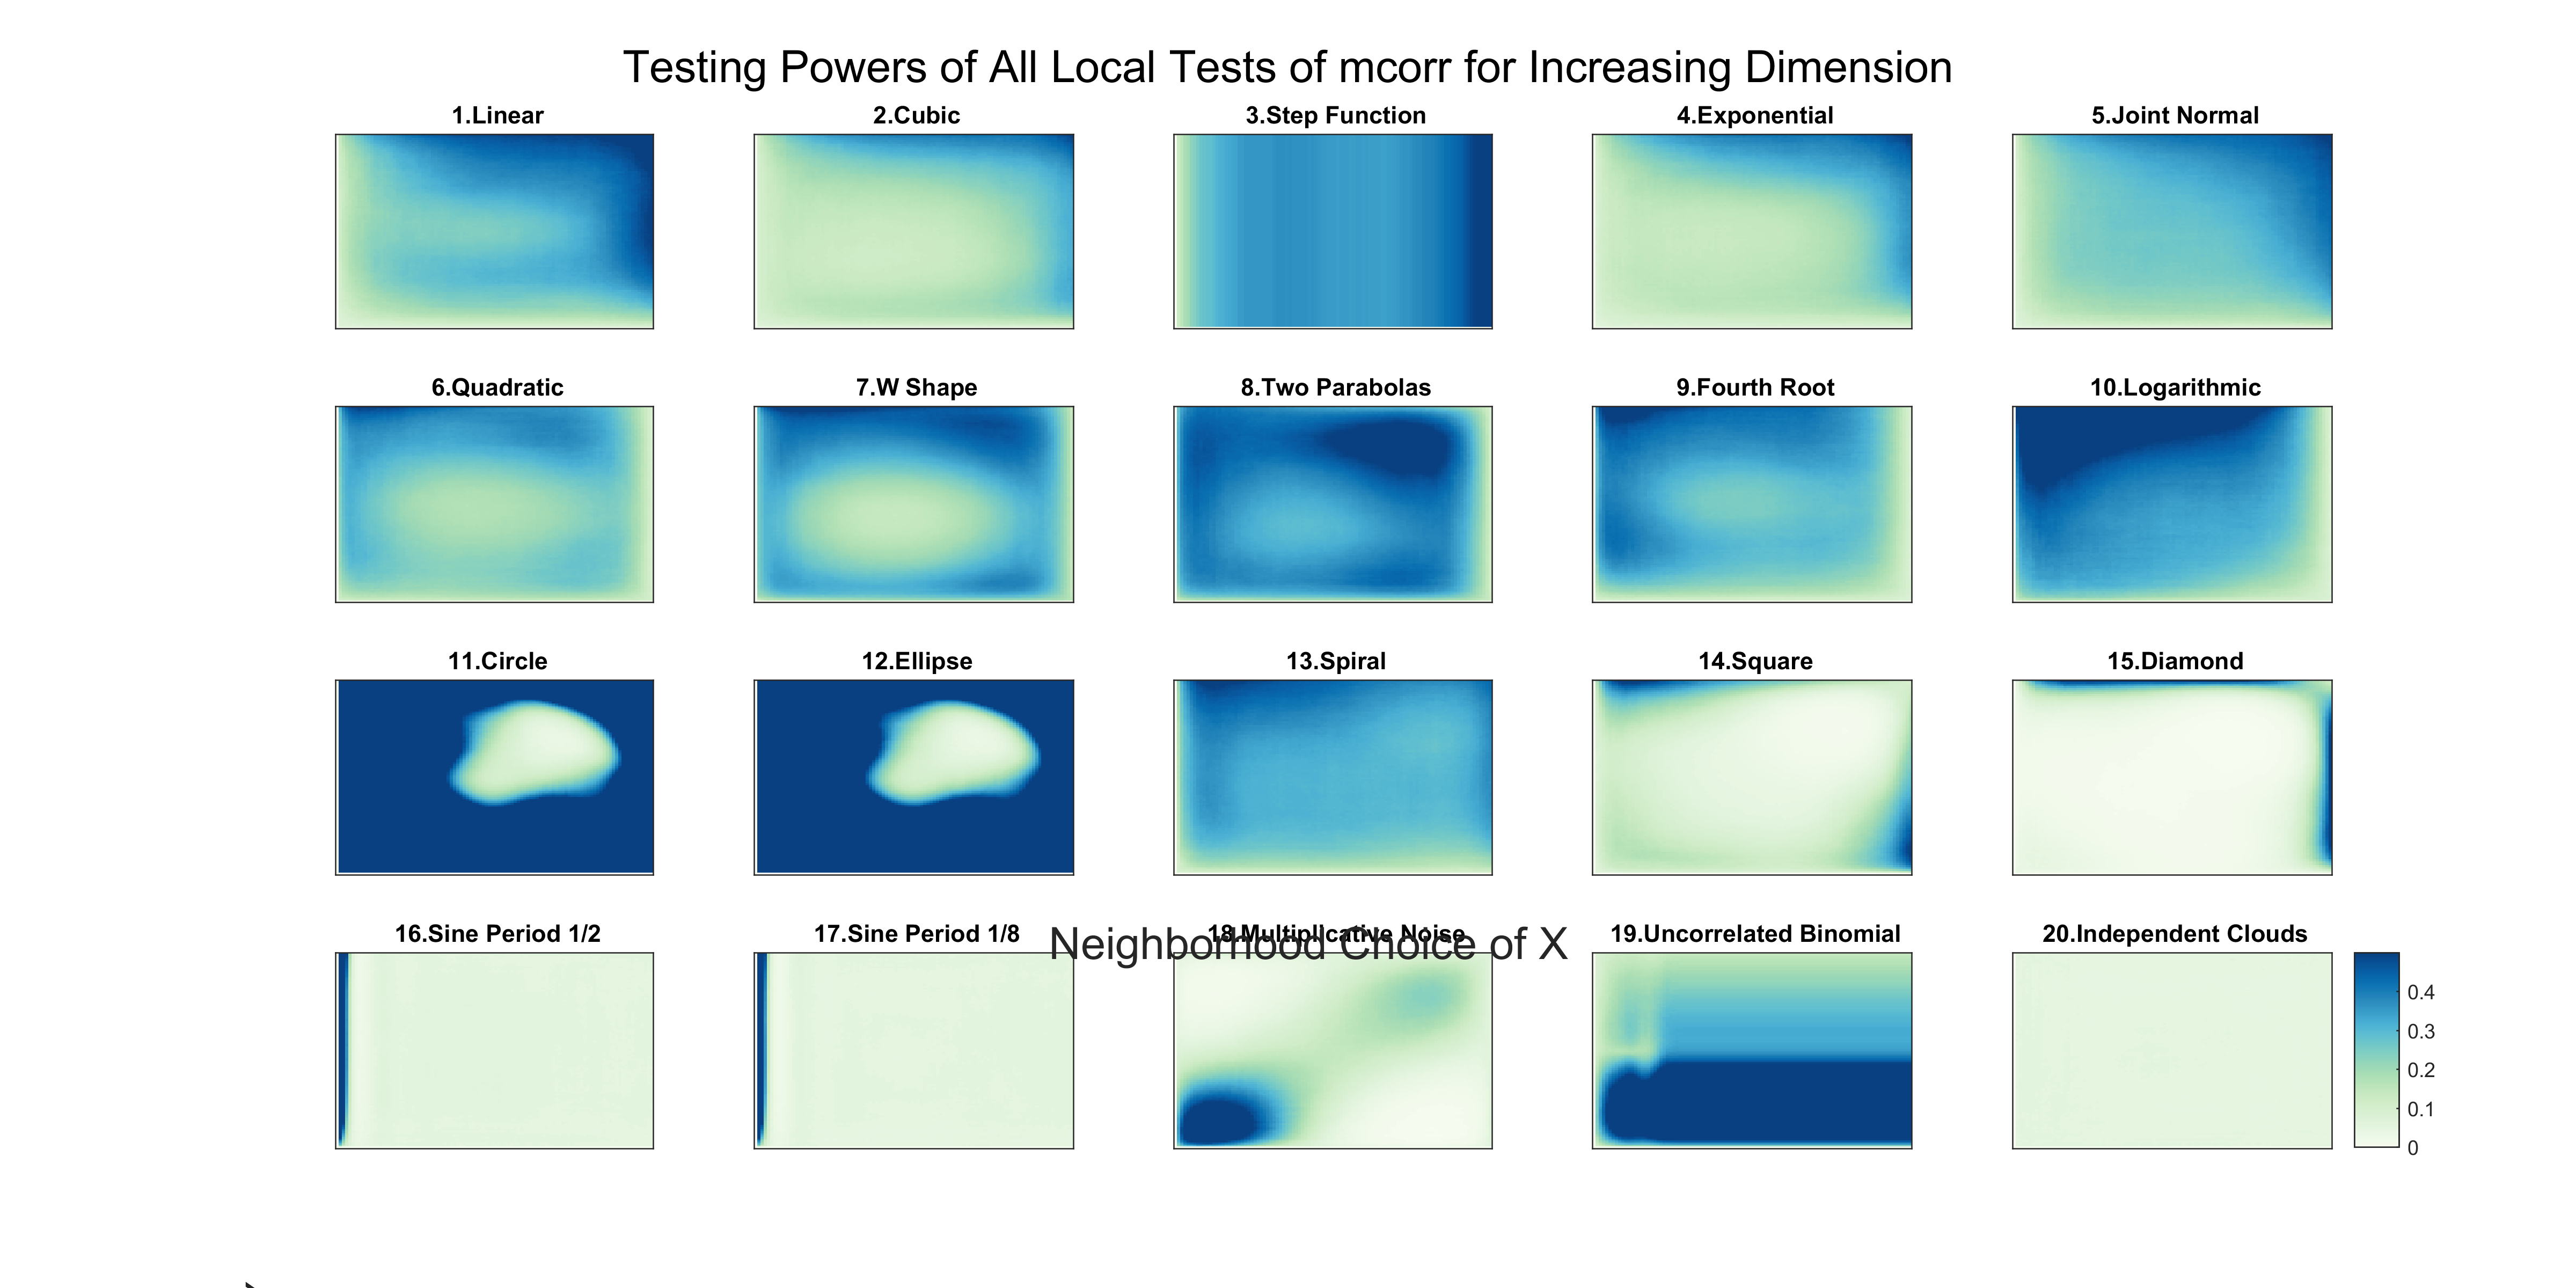 Testing Powers of All Local Tests of mcorr for Increasing Dimension
1.Linear
2.Cubic
3.Step Function
4.Exponential
5.Joint Normal
6.Quadratic
7.W Shape
8.Two Parabolas
9.Fourth Root
10.Logarithmic
11.Circle
12.Ellipse
13.Spiral
14.Square
15.Diamond
16.Sine Period 1/2
17.Sine Period 1/8
18.Multiplicative Noise
19.Uncorrelated Binomial
20.Independent Clouds
Neighborhood Choice of X
0.4
0.3
0.2
0.1
0